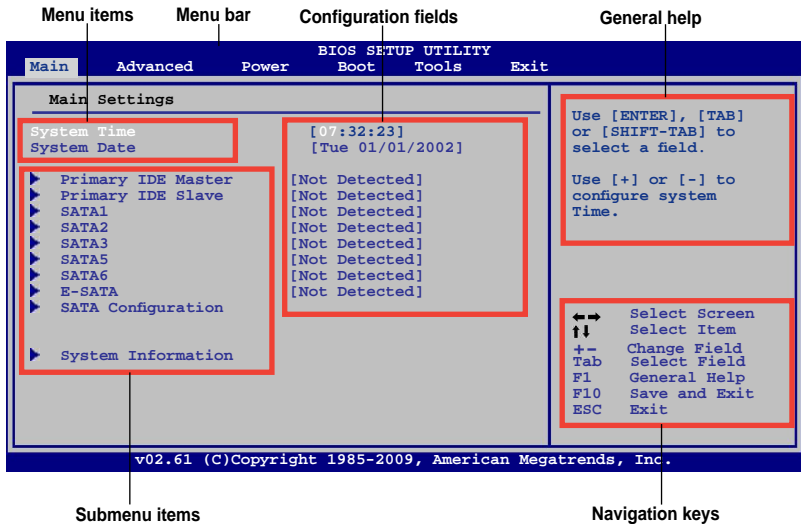 Menu items Menu bar Configuration fields General help
BIOS SETUP UTILITY
Main Advanced Power Boot Tools Exit
Main Settings
System Time [07:32:23]
System Date [Tue 01/01/2002]
Primary IDE Master [Not Detected]
Primary IDE Slave [Not Detected]
SATA1 [Not Detected]
SATA2 [Not Detected]
SATA3 [Not Detected]
SATA5 [Not Detected]
SATA6 [Not Detected]
E-SATA [Not Detected]
SATA Configuration
System Information
Use [ENTER], [TAB]
or [SHIFT-TAB] to
select a field.
Use [+] or [-] to
configure system
Time.
←→ Select Screen
↑↓ Select Item
+- Change Field
Tab Select Field
F1 General Help
F10 Save and Exit
ESC Exit
v02.61 (C)Copyright 1985-2009, American Megatrends, Inc.
Submenu items Navigation keys